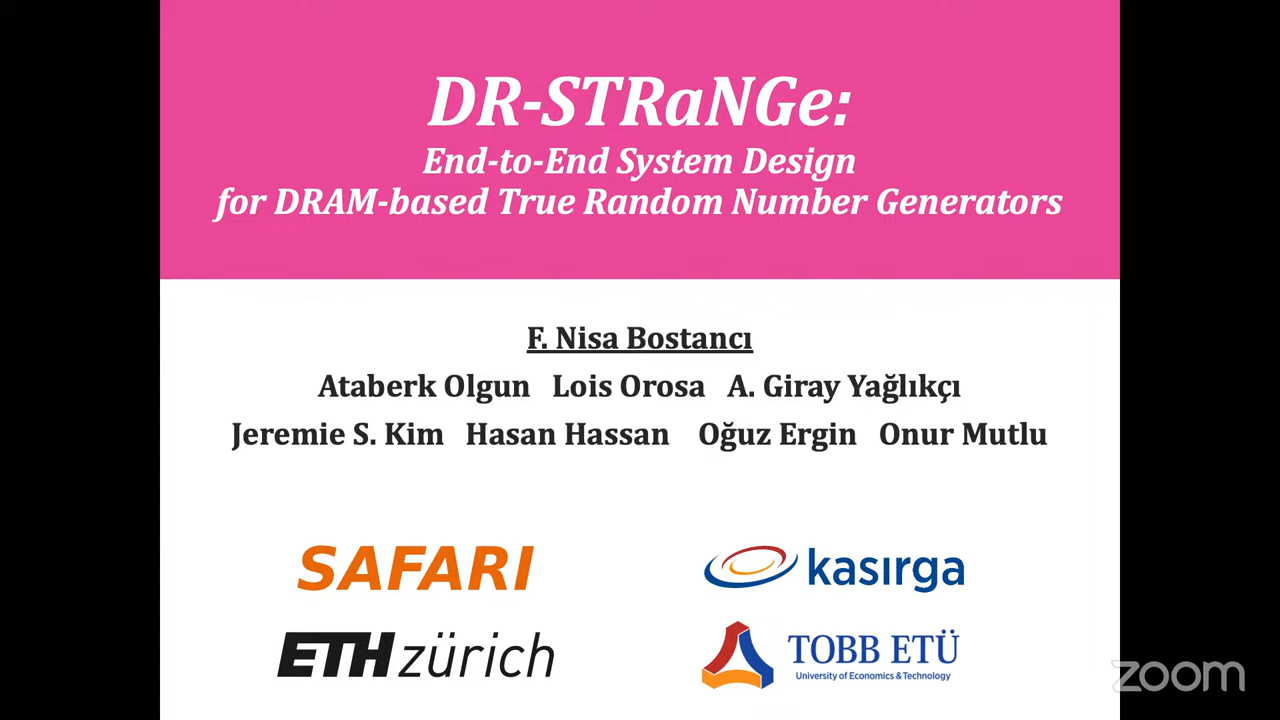 DR-STRaNGe:
End-to-End System Design
for DRAM-based True Random Number Generators
F. Nisa Bostancı
Ataberk Olgun Lois Orosa A. Giray Yağlıkçı
Jeremie S. Kim Hasan Hassan Oğuz Ergin Onur Mutlu
SAFARI
kasırga
ETH zürich
TOBB ETÜ
University of Economics & Technology
zoom